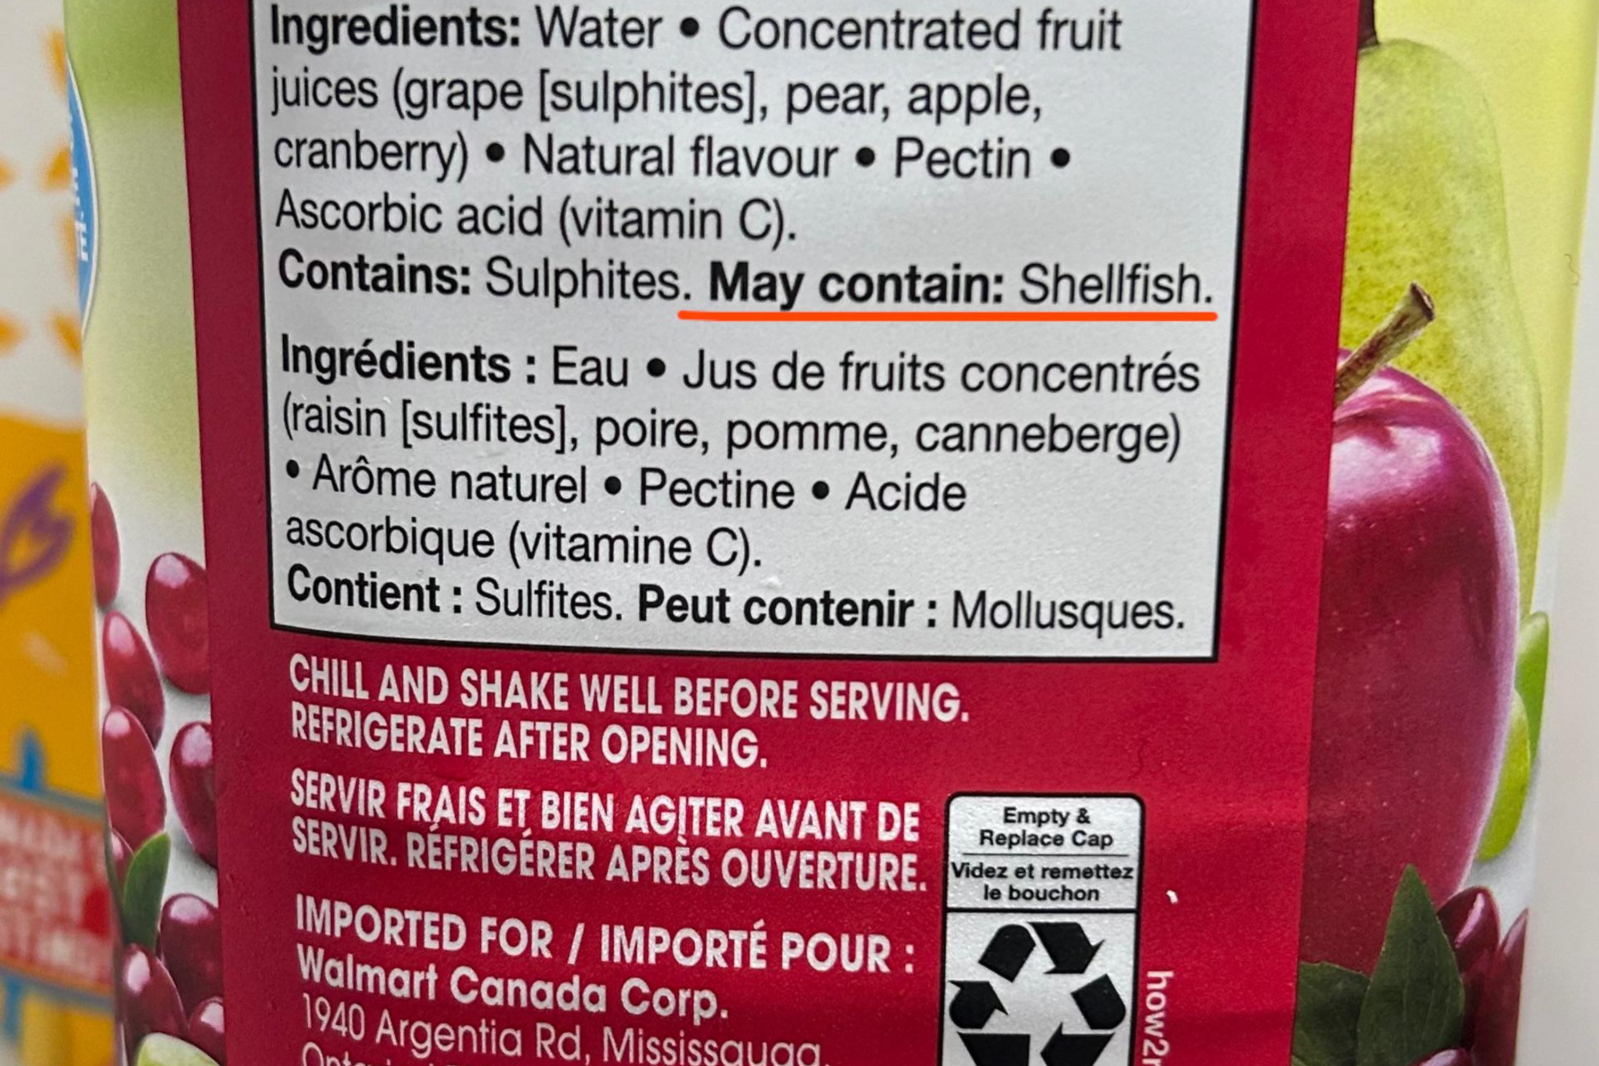 Ingredients: Water • Concentrated fruit
juices (grape [sulphites], pear, apple,
cranberry) • Natural flavour • Pectin •
Ascorbic acid (vitamin C).
Contains: Sulphites. May contain: Shellfish.
Ingrédients : Eau • Jus de fruits concentrés
(raisin [sulfites], poire, pomme, canneberge)
• Arôme naturel • Pectine • Acide
ascorbique (vitamine C).
Contient : Sulfites. Peut contenir : Mollusques.
CHILL AND SHAKE WELL BEFORE SERVING.
REFRIGERATE AFTER OPENING.
SERVIR FRAIS ET BIEN AGITER AVANT DE
SERVIR. RÉFRIGÉRER APRÈS OUVERTURE.
IMPORTED FOR / IMPORTÉ POUR :
Walmart Canada Corp.
1940 Argentia Rd, Mississauga,
Empty &
Replace Cap
Videz et remettez
le bouchon
how2r